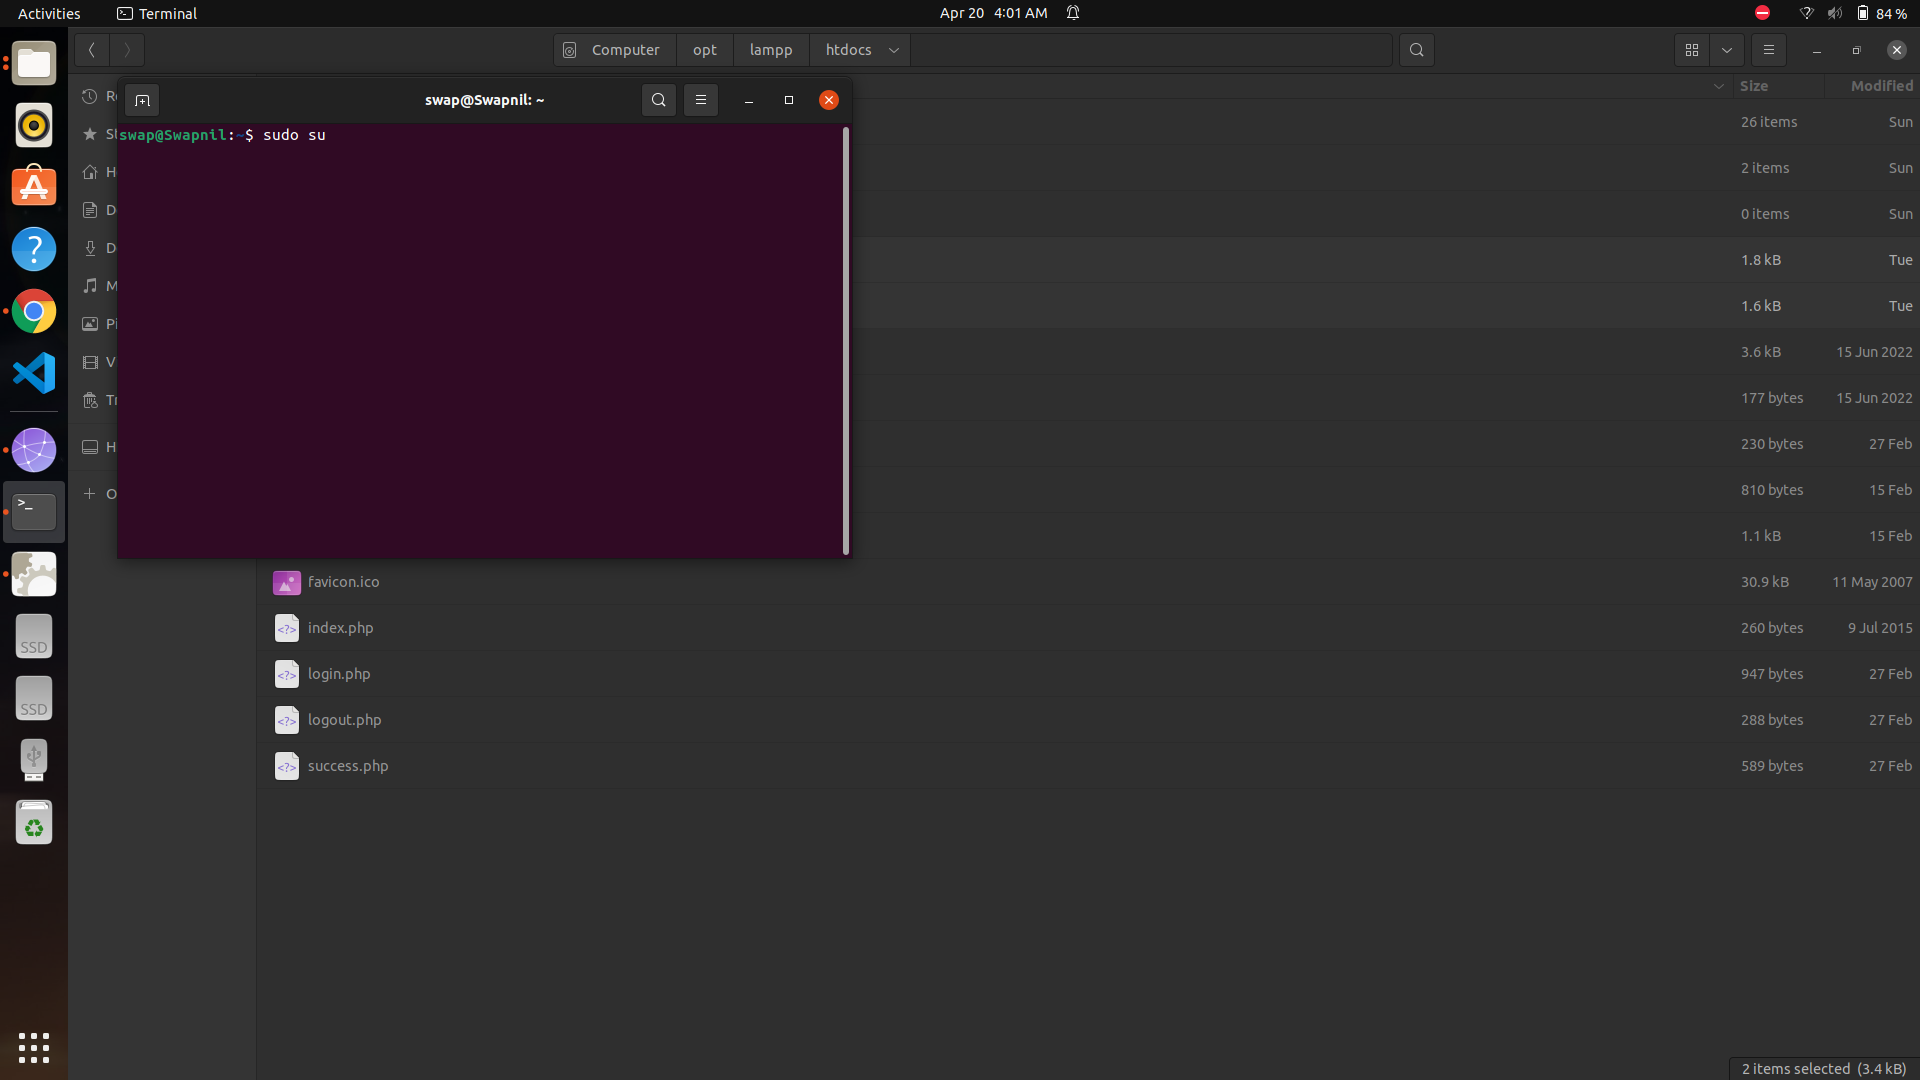 Activities
Terminal
Apr 20 4:01 AM
84 %
Computer
opt
lampp
htdocs
Size
Modified
swap@Swapnil: ~
swap@Swapnil:~$ sudo su
26 items Sun
2 items Sun
0 items Sun
1.8 kB Tue
1.6 kB Tue
3.6 kB 15 Jun 2022
177 bytes 15 Jun 2022
230 bytes 27 Feb
810 bytes 15 Feb
1.1 kB 15 Feb
favicon.ico 30.9 kB 11 May 2007
index.php 260 bytes 9 Jul 2015
login.php 947 bytes 27 Feb
logout.php 288 bytes 27 Feb
success.php 589 bytes 27 Feb
SSD
SSD
2 items selected (3.4 kB)